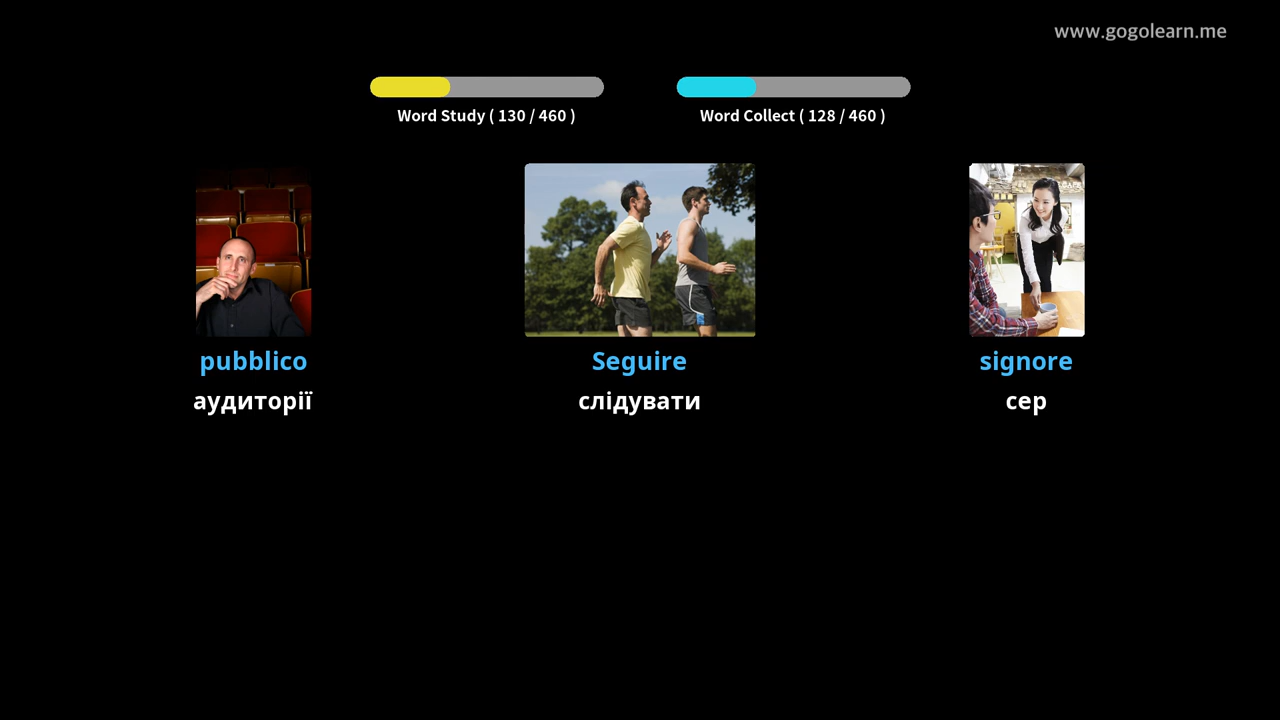 www.gogolearn.me
Word Study ( 130 / 460 )
Word Collect ( 128 / 460 )
pubblico
Seguire
signore
аудиторії
слідувати
сер